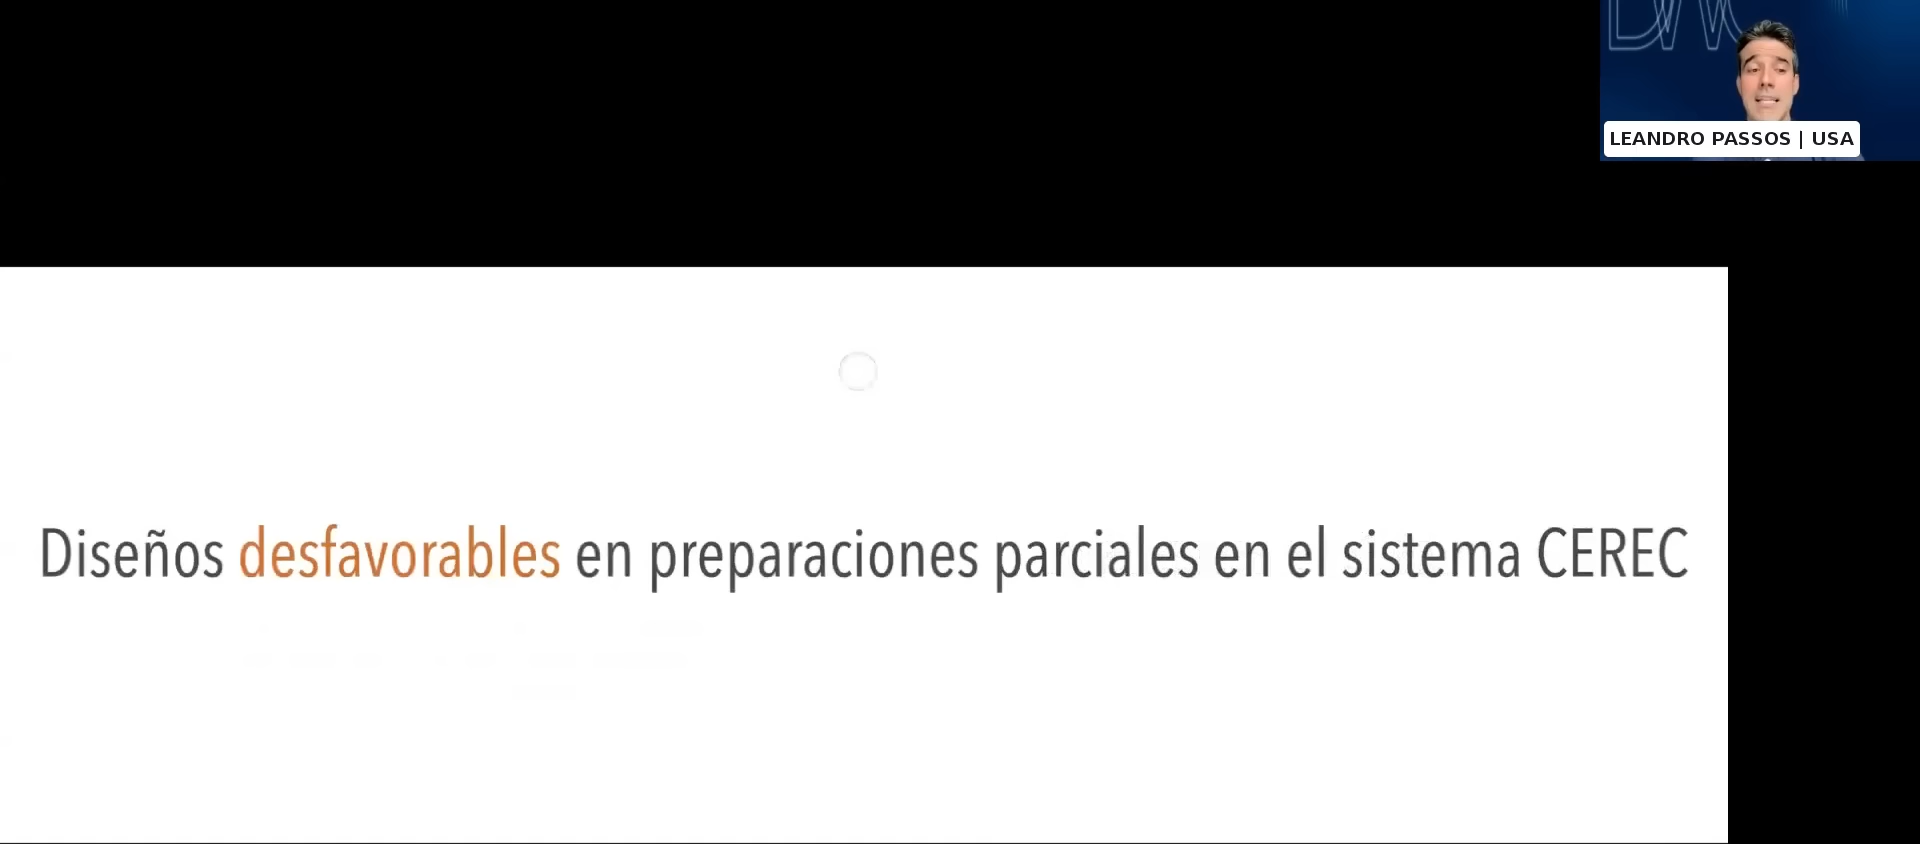 LEANDRO PASSOS | USA
Diseños desfavorables en preparaciones parciales en el sistema CEREC